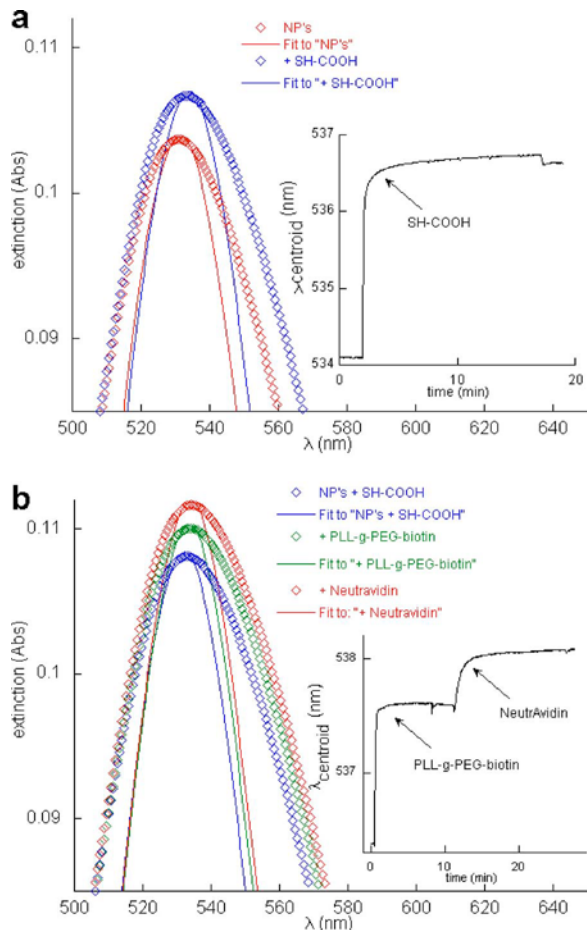 a
0.112
0.1
0.09
extinction (Abs)
NP's
Fit to "NP's"
+ SH-COOH
Fit to "+ SH-COOH"
537
536
535
534
>centroid (nm)
SH-COOH
0
10
20
time (min)
500
520
540
560
580
600
620
640
λ (nm)
b
0.112
0.1
0.09
extinction (Abs)
NP's + SH-COOH
Fit to "NP's + SH-COOH"
+ PLL-g-PEG-biotin
Fit to "+ PLL-g-PEG-biotin"
+ Neutravidin
Fit to: "+ Neutravidin"
538
537
λcentroid (nm)
NeutrAvidin
PLL-g-PEG-biotin
0
10
20
time (min)
500
520
540
560
580
600
620
640
λ (nm)